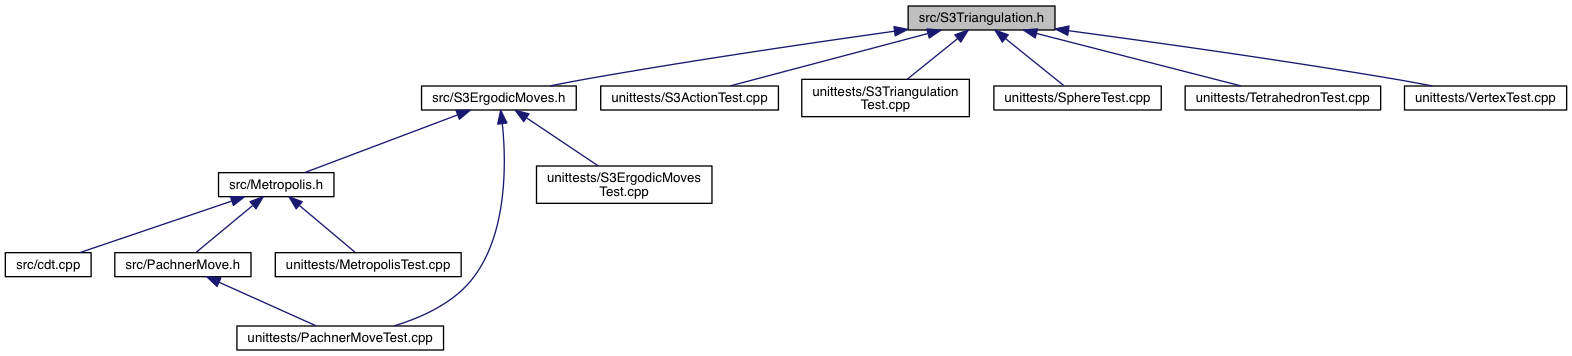 src/S3Triangulation.h
src/S3ErgodicMoves.h
unittests/S3ActionTest.cpp
unittests/S3Triangulation
Test.cpp
unittests/SphereTest.cpp
unittests/TetrahedronTest.cpp
unittests/VertexTest.cpp
src/Metropolis.h
unittests/S3ErgodicMoves
Test.cpp
src/cdt.cpp
src/PachnerMove.h
unittests/MetropolisTest.cpp
unittests/PachnerMoveTest.cpp